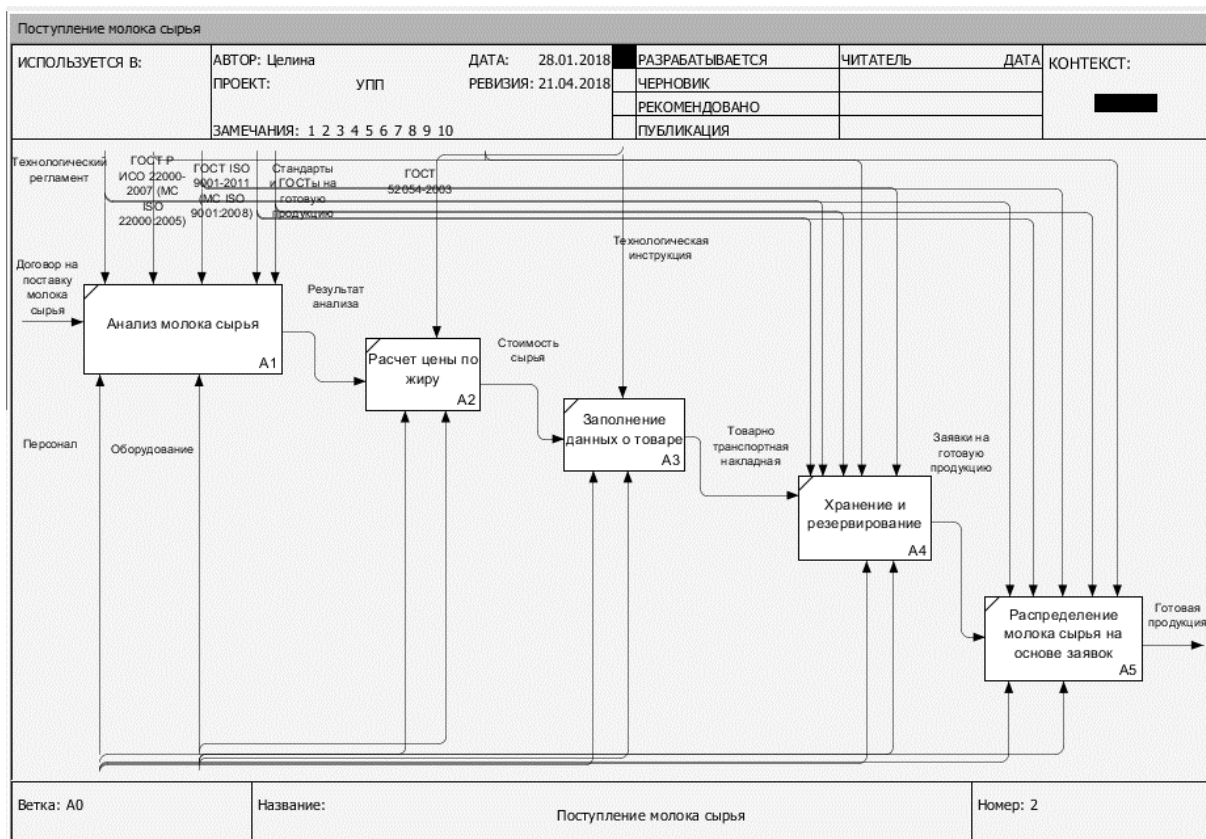 Поступление молока сырья
ИСПОЛЬЗУЕТСЯ В:
АВТОР: Целина
ДАТА: 28.01.2018
РАЗРАБАТЫВАЕТСЯ
ЧИТАТЕЛЬ
ДАТА
КОНТЕКСТ:
ПРОЕКТ: УПП
РЕВИЗИЯ: 21.04.2018
ЧЕРНОВИК
РЕКОМЕНДОВАНО
ЗАМЕЧАНИЯ: 1 2 3 4 5 6 7 8 9 10
ПУБЛИКАЦИЯ
Технологический
регламент
ГОСТ Р
ИСО 22000-
2007 (МС
ISO
22000:2005)
ГОСТ ISO
9001-2011
(МС ISO
9001:2008)
Стандарты
и ГОСТы на
готовую
продукцию
ГОСТ
52054-2003
Технологическая
инструкция
Договор на
поставку
молока
сырья
Анализ молока сырья
A1
Результат
анализа
Расчет цены по
жиру
A2
Стоимость
сырья
Заполнение
данных о товаре
A3
Товарно
транспортная
накладная
Хранение и
резервирование
A4
Заявки на
готовую
продукцию
Распределение
молока сырья на
основе заявок
A5
Готовая
продукция
Персонал
Оборудование
Ветка: A0
Название:
Поступление молока сырья
Номер: 2